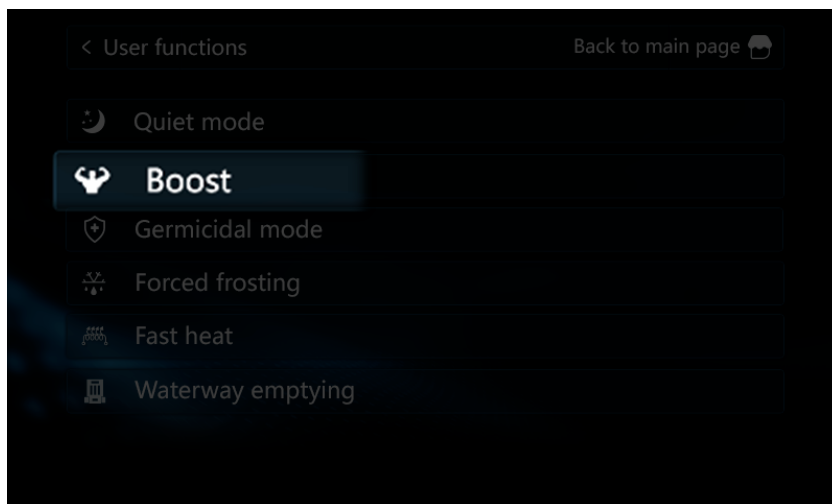 < User functions
Back to main page
Quiet mode
Boost
Germicidal mode
Forced frosting
Fast heat
Waterway emptying